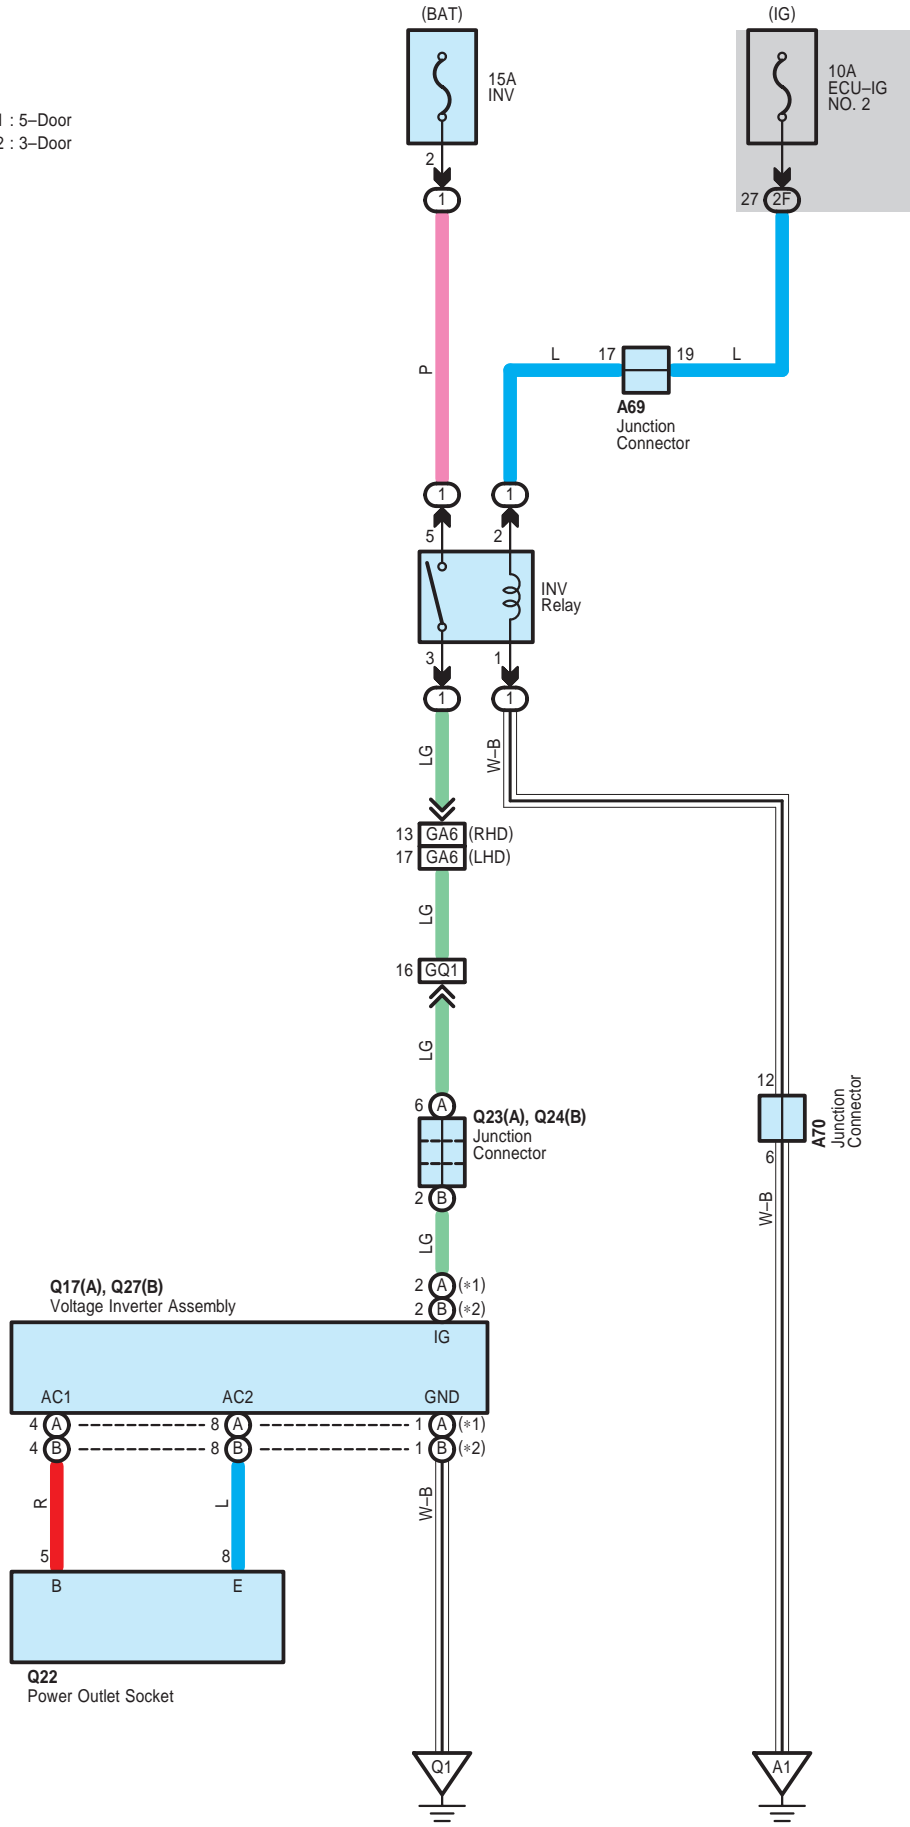 (BAT)
(IG)
15A
INV
10A
ECU–IG
NO. 2
1 : 5–Door
2 : 3–Door
2
1
27 2F
P
L 17 19 L
A69
Junction
Connector
1 1
5 2
INV
Relay
3 1
1 1
LG
W–B
13 GA6 (RHD)
17 GA6 (LHD)
LG
16 GQ1
LG
6 A
Q23(A), Q24(B)
Junction
Connector
2 B
12
A70
Junction
Connector
6
W–B
LG
Q17(A), Q27(B)
Voltage Inverter Assembly
2 A (*1)
2 B (*2)
IG
AC1 AC2 GND
4 A 8 A 1 A (*1)
4 B 8 B 1 B (*2)
R
L
W–B
5 8
B E
Q22
Power Outlet Socket
Q1
A1